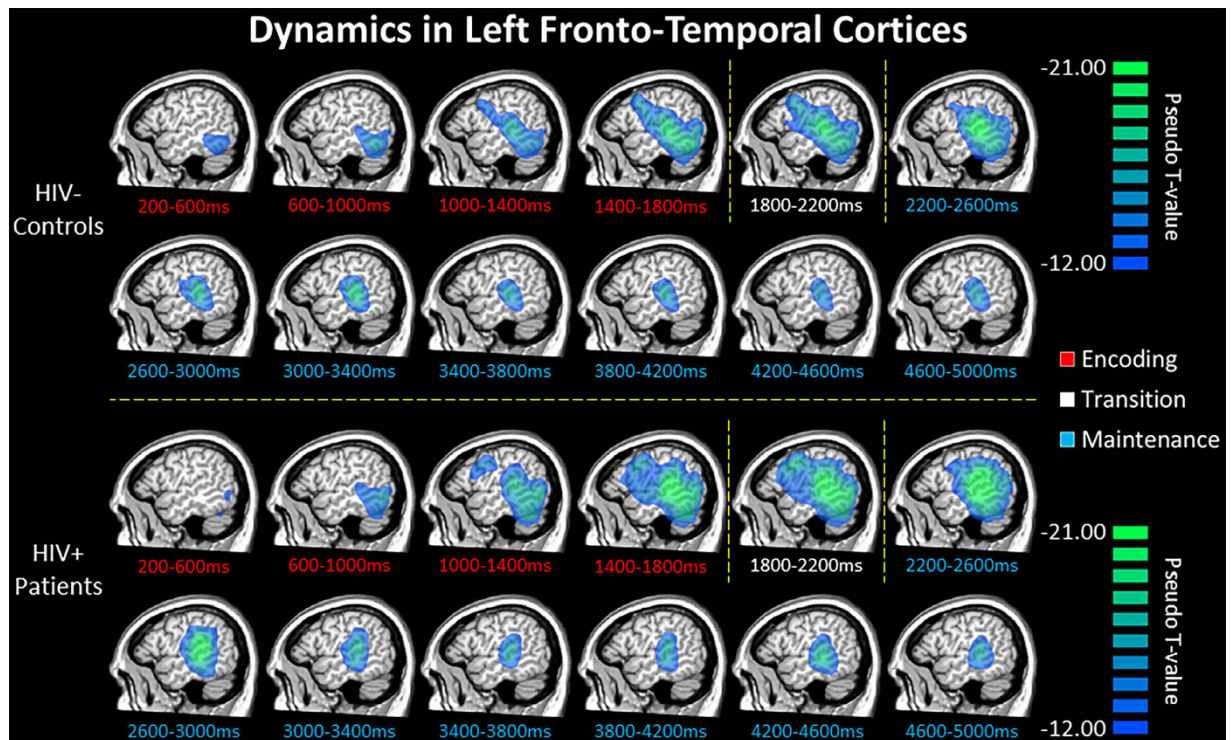 Dynamics in Left Fronto-Temporal Cortices
HIV-
Controls
200-600ms
600-1000ms
1000-1400ms
1400-1800ms
1800-2200ms
2200-2600ms
2600-3000ms
3000-3400ms
3400-3800ms
3800-4200ms
4200-4600ms
4600-5000ms
-21.00
Pseudo T-value
-12.00
Encoding
Transition
Maintenance
HIV+
Patients
200-600ms
600-1000ms
1000-1400ms
1400-1800ms
1800-2200ms
2200-2600ms
2600-3000ms
3000-3400ms
3400-3800ms
3800-4200ms
4200-4600ms
4600-5000ms
-21.00
Pseudo T-value
-12.00